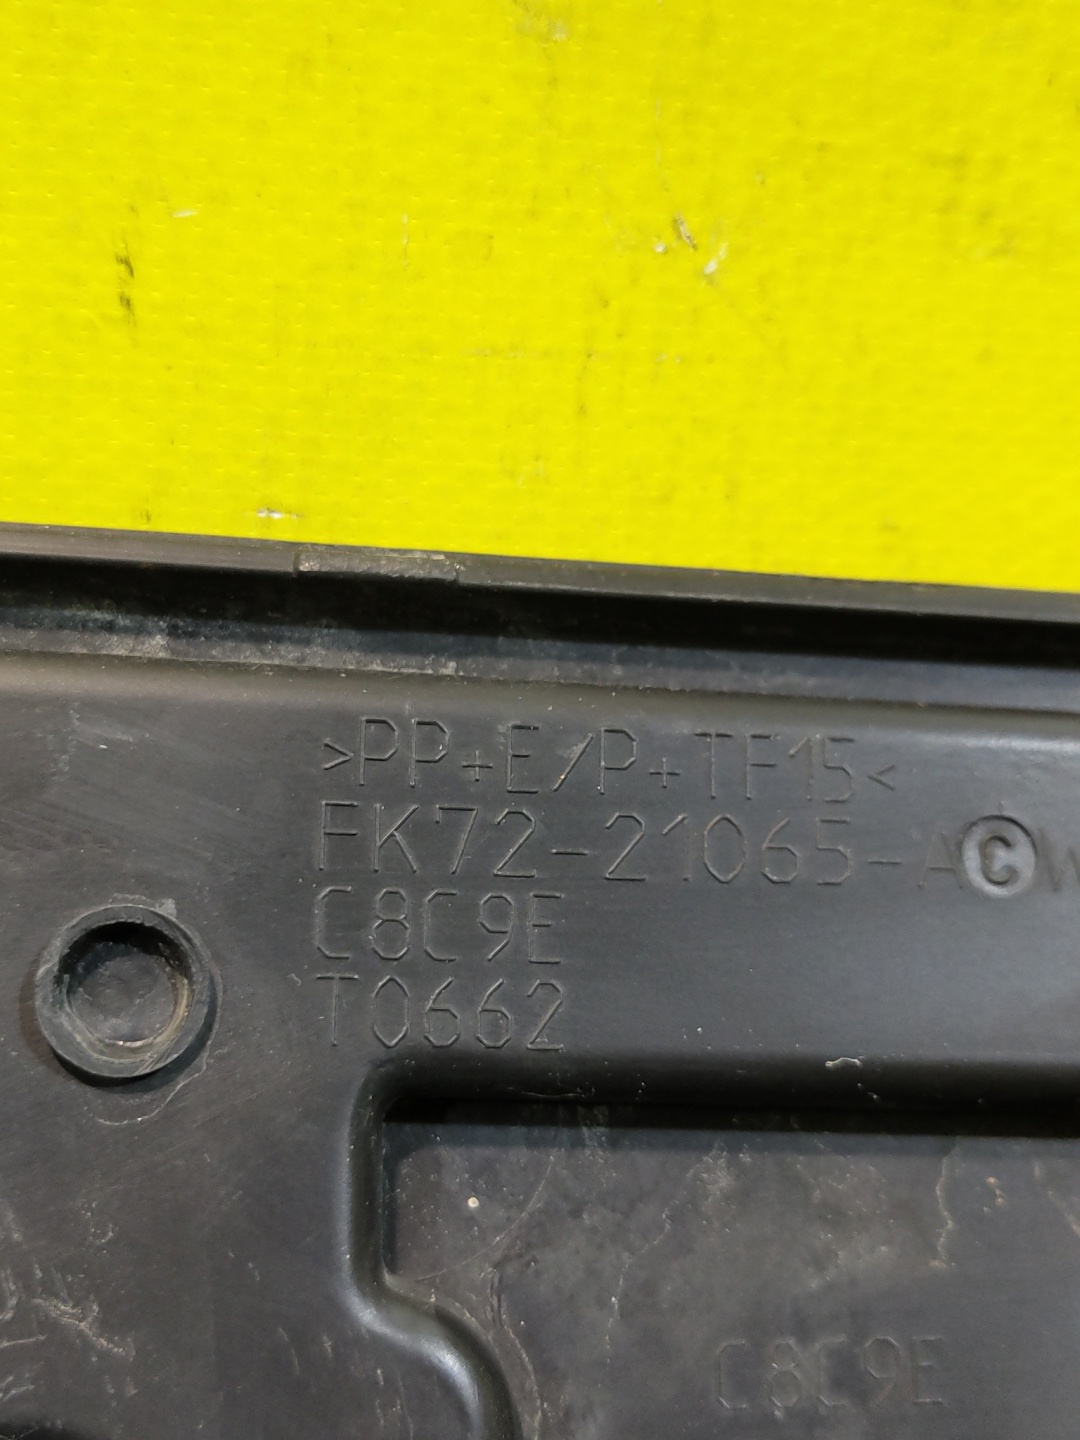 >PP+E/P+TF15<
FK72-21065-A©W
C8C9E
T0662
C8C9E